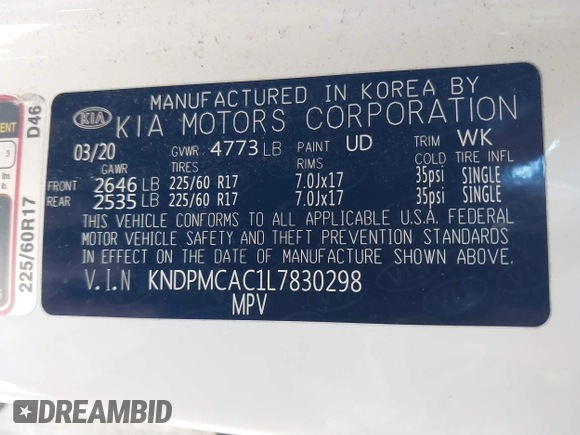 MANUFACTURED IN KOREA BY
KIA KIA MOTORS CORPORATION
03/20 GVWR 4773 LB PAINT UD TRIM WK
GAWR TIRES RIMS COLD TIRE INFL
FRONT 2646 LB 225/60 R17 7.0Jx17 35psi SINGLE
REAR 2535 LB 225/60 R17 7.0Jx17 35psi SINGLE
THIS VEHICLE CONFORMS TO ALL APPLICABLE U.S.A. FEDERAL
MOTOR VEHICLE SAFETY AND THEFT PREVENTION STANDARDS
IN EFFECT ON THE DATE OF MANUFACTURE SHOWN ABOVE.
V.I.N KNDPMCAC1L7830298
MPV
225/60R17 D46
3
lbs.
DREAMBID